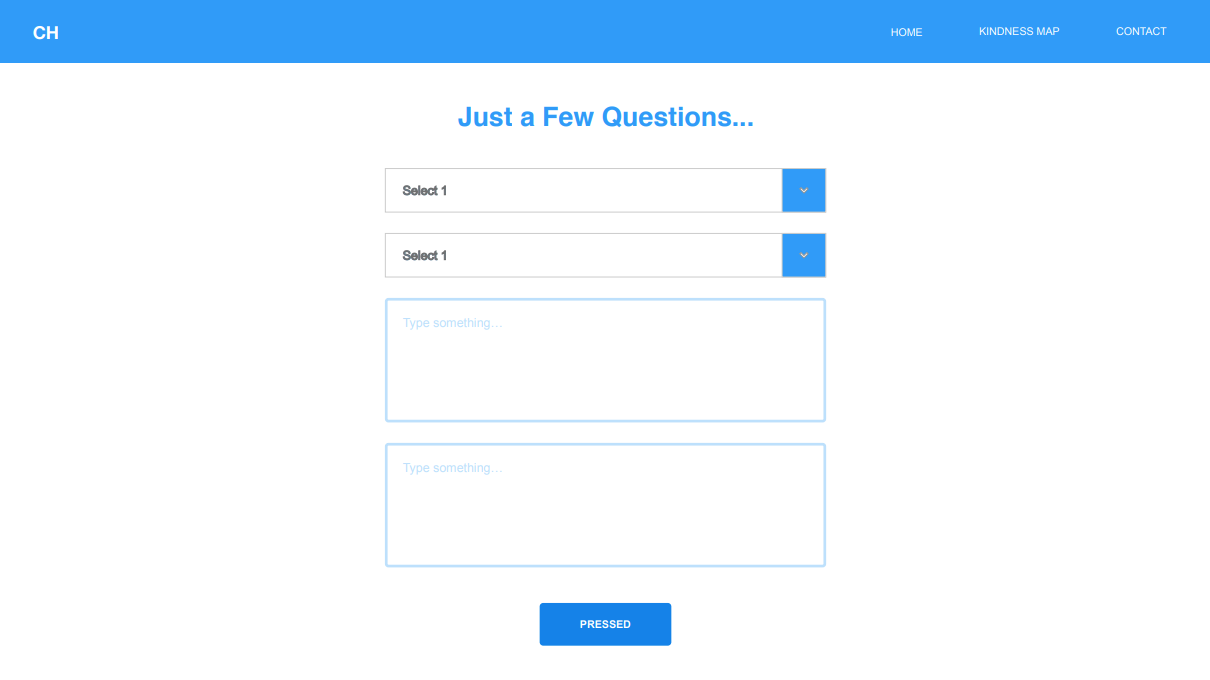 CH
HOME
KINDNESS MAP
CONTACT
Just a Few Questions...
Select 1
Select 1
Type something...
Type something...
PRESSED